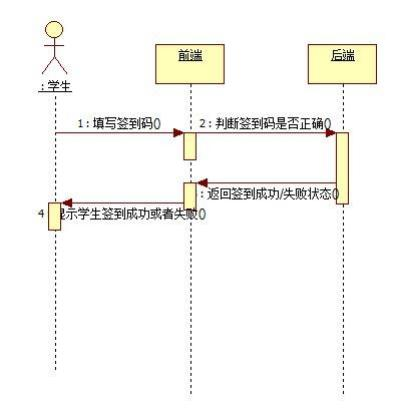 前端
后端
: 学生
1 : 填写签到码()
2 : 判断签到码是否正确()
: 返回签到成功/失败状态()
4 显示学生签到成功或者失败()